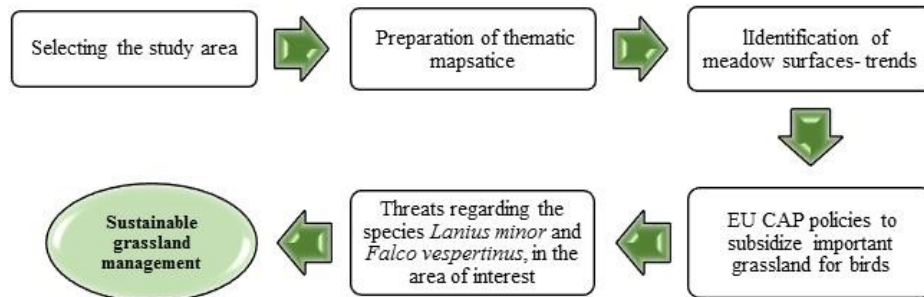 Selecting the study area
Preparation of thematic
mapsatice
lIdentification of
meadow surfaces- trends
EU CAP policies to
subsidize important
grassland for birds
Threats regarding the
species Lanius minor and
Falco vespertinus, in the
area of interest
Sustainable
grassland
management